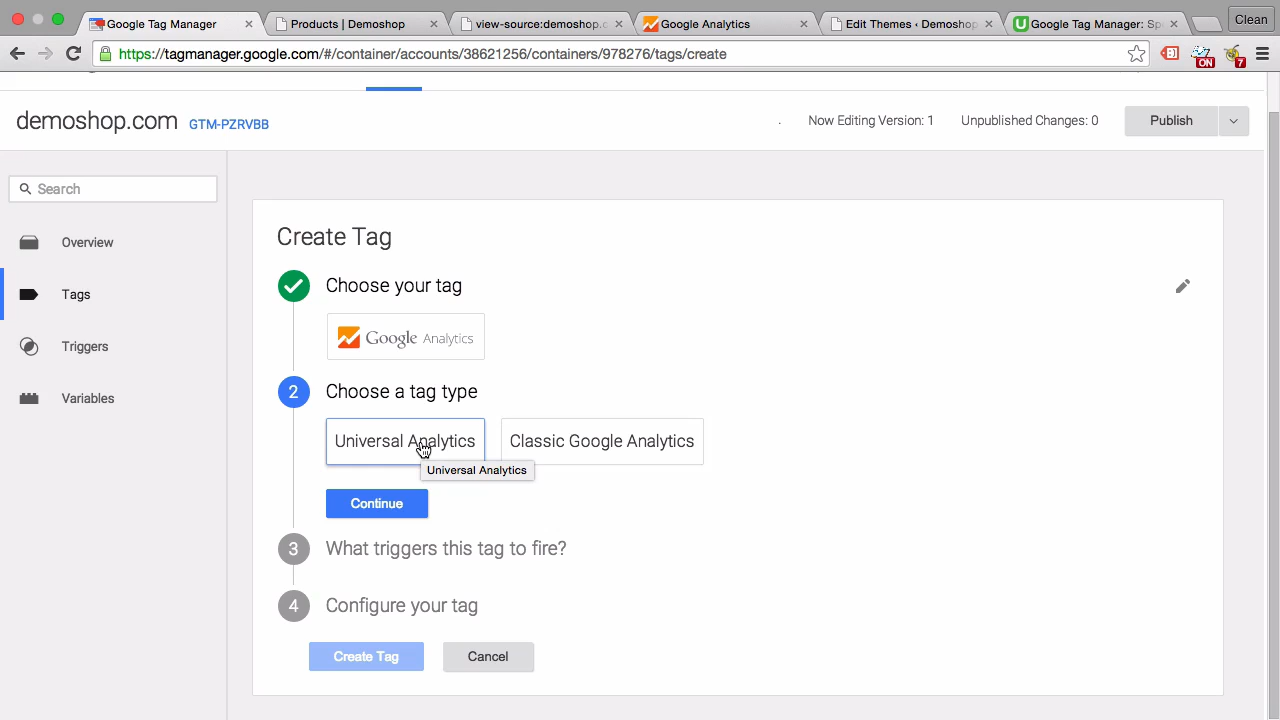 Google Tag Manager
Products | Demoshop
view-source:demoshop.c
Google Analytics
Edit Themes ‹ Demoshop
Google Tag Manager: Spe
Clean
https://tagmanager.google.com/#/container/accounts/38621256/containers/978276/tags/create
ON
7
demoshop.com GTM-PZRVBB
Now Editing Version: 1
Unpublished Changes: 0
Publish
Search
Overview
Tags
Triggers
Variables
Create Tag
Choose your tag
Google Analytics
2 Choose a tag type
Universal Analytics
Classic Google Analytics
Universal Analytics
Continue
3 What triggers this tag to fire?
4 Configure your tag
Create Tag
Cancel